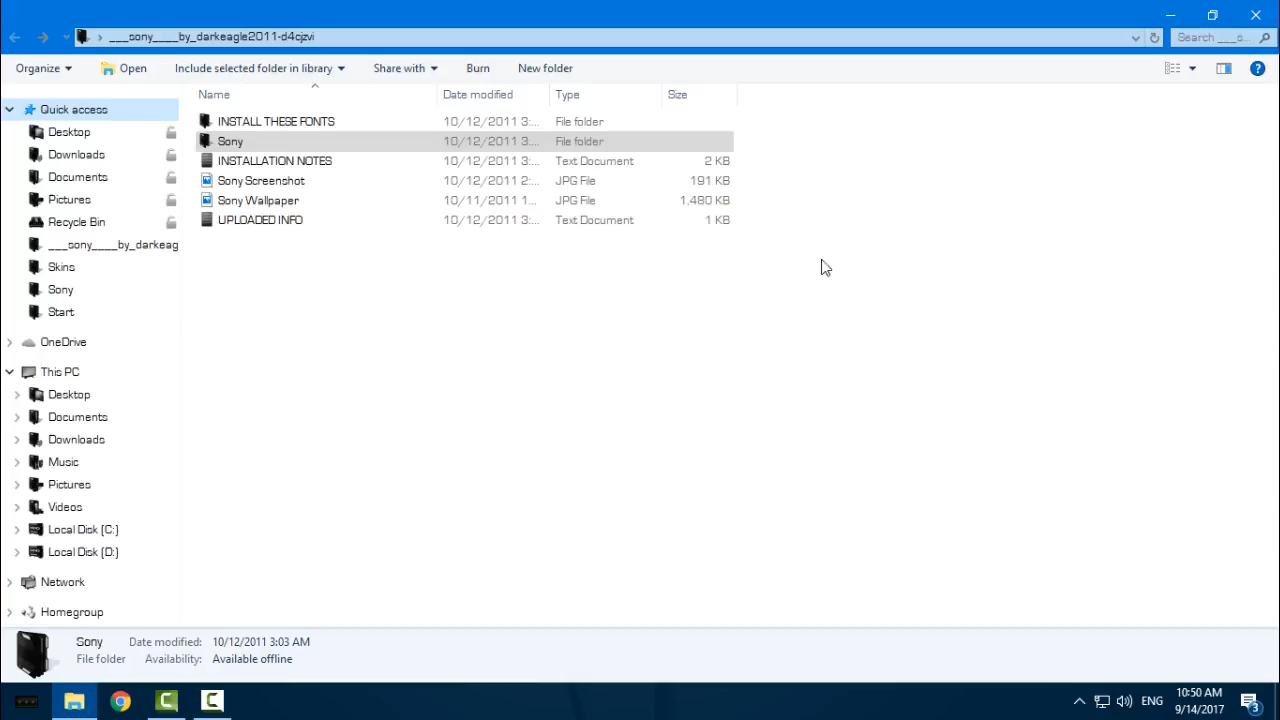 ___sony____by_darkeagle2011-d4cjzvi
Search ___s...
Organize
Open
Include selected folder in library
Share with
Burn
New folder
Name
Date modified
Type
Size
INSTALL THESE FONTS 10/12/2011 3:... File folder
Sony 10/12/2011 3:... File folder
INSTALLATION NOTES 10/12/2011 3:... Text Document 2 KB
Sony Screenshot 10/12/2011 2:... JPG File 191 KB
Sony Wallpaper 10/11/2011 1... JPG File 1,480 KB
UPLOADED INFO 10/12/2011 3:... Text Document 1 KB
Quick access
Desktop
Downloads
Documents
Pictures
Recycle Bin
___sony____by_darkeag
Skins
Sony
Start
OneDrive
This PC
Desktop
Documents
Downloads
Music
Pictures
Videos
Local Disk (C:)
Local Disk (D:)
Network
Homegroup
Sony Date modified: 10/12/2011 3:03 AM
File folder Availability: Available offline
ENG
10:50 AM
9/14/2017
3